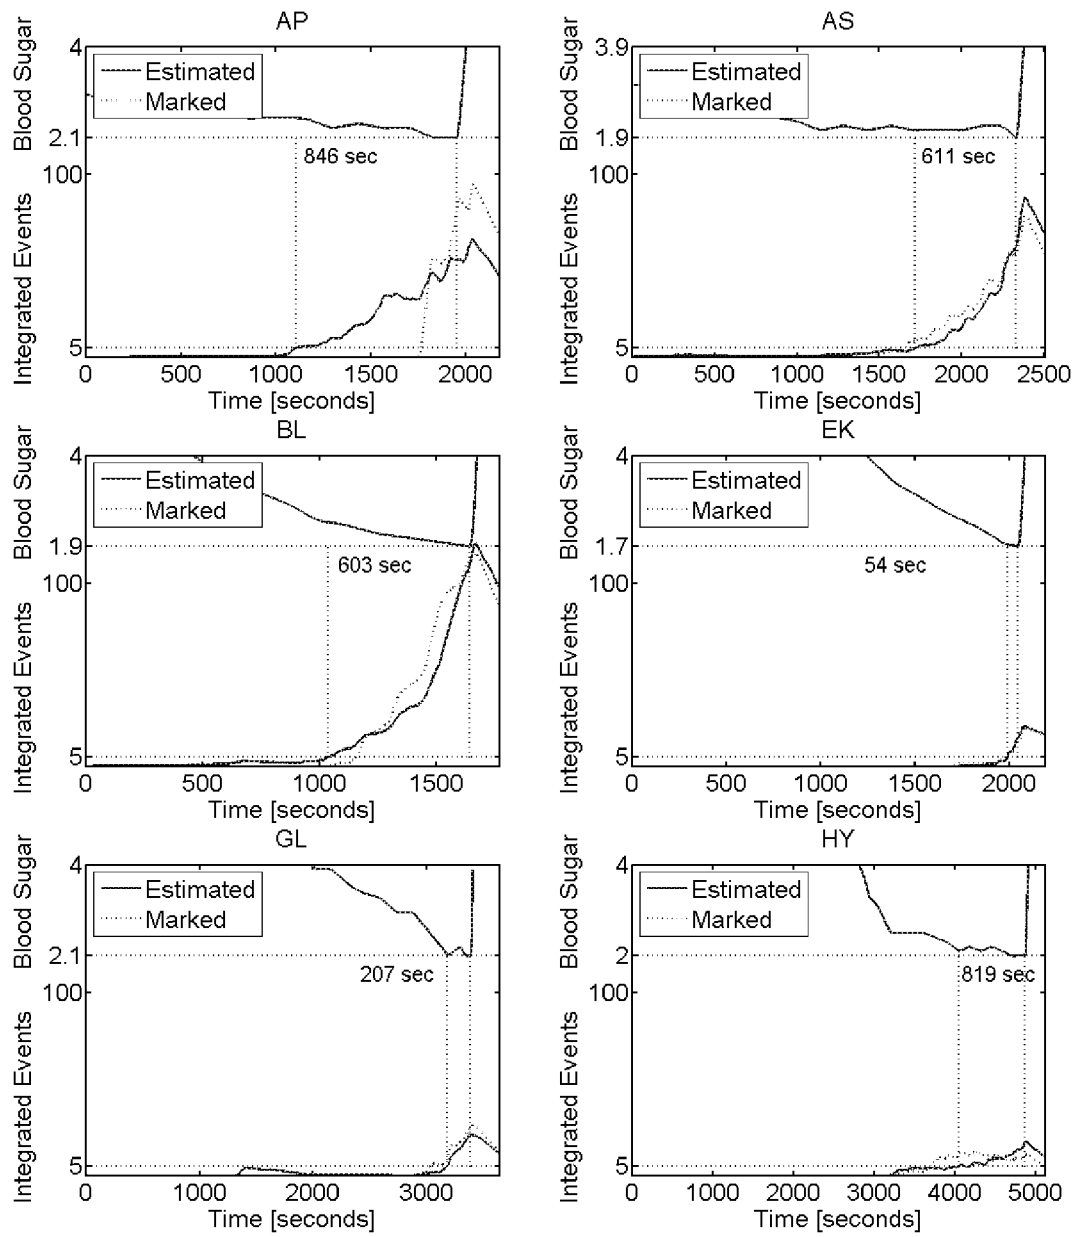 AP
Blood Sugar
4
2.1
Estimated
Marked
846 sec
Integrated Events
100
5
0 500 1000 1500 2000
Time [seconds]
AS
Blood Sugar
3.9
1.9
Estimated
Marked
611 sec
Integrated Events
100
5
0 500 1000 1500 2000 2500
Time [seconds]
BL
Blood Sugar
4
1.9
Estimated
Marked
603 sec
Integrated Events
100
5
0 500 1000 1500
Time [seconds]
EK
Blood Sugar
4
1.7
Estimated
Marked
54 sec
Integrated Events
100
5
0 500 1000 1500 2000
Time [seconds]
GL
Blood Sugar
4
2.1
Estimated
Marked
207 sec
Integrated Events
100
5
0 1000 2000 3000
Time [seconds]
HY
Blood Sugar
4
2
Estimated
Marked
819 sec
Integrated Events
100
5
0 1000 2000 3000 4000 5000
Time [seconds]